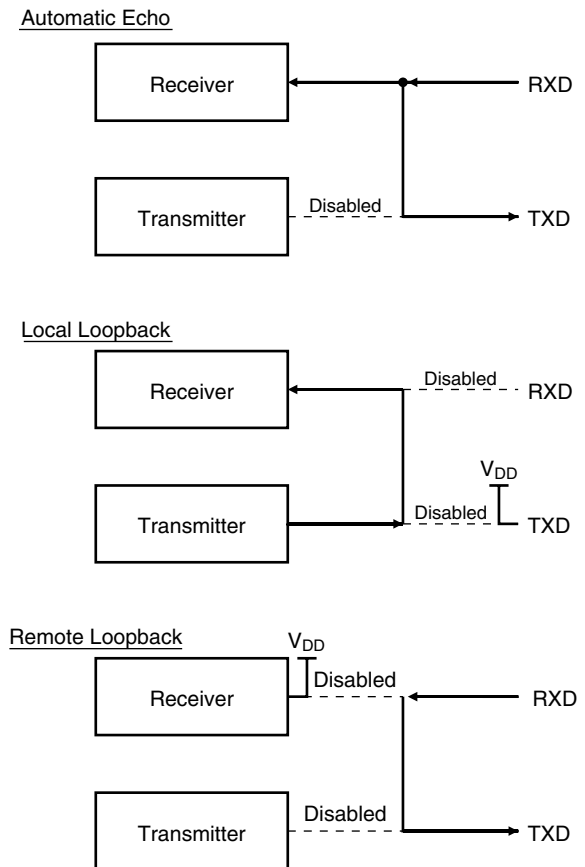 Automatic Echo
Receiver
RXD
Transmitter
Disabled
TXD
Local Loopback
Receiver
Disabled
RXD
VDD
Transmitter
Disabled
TXD
Remote Loopback
VDD
Receiver
Disabled
RXD
Transmitter
Disabled
TXD